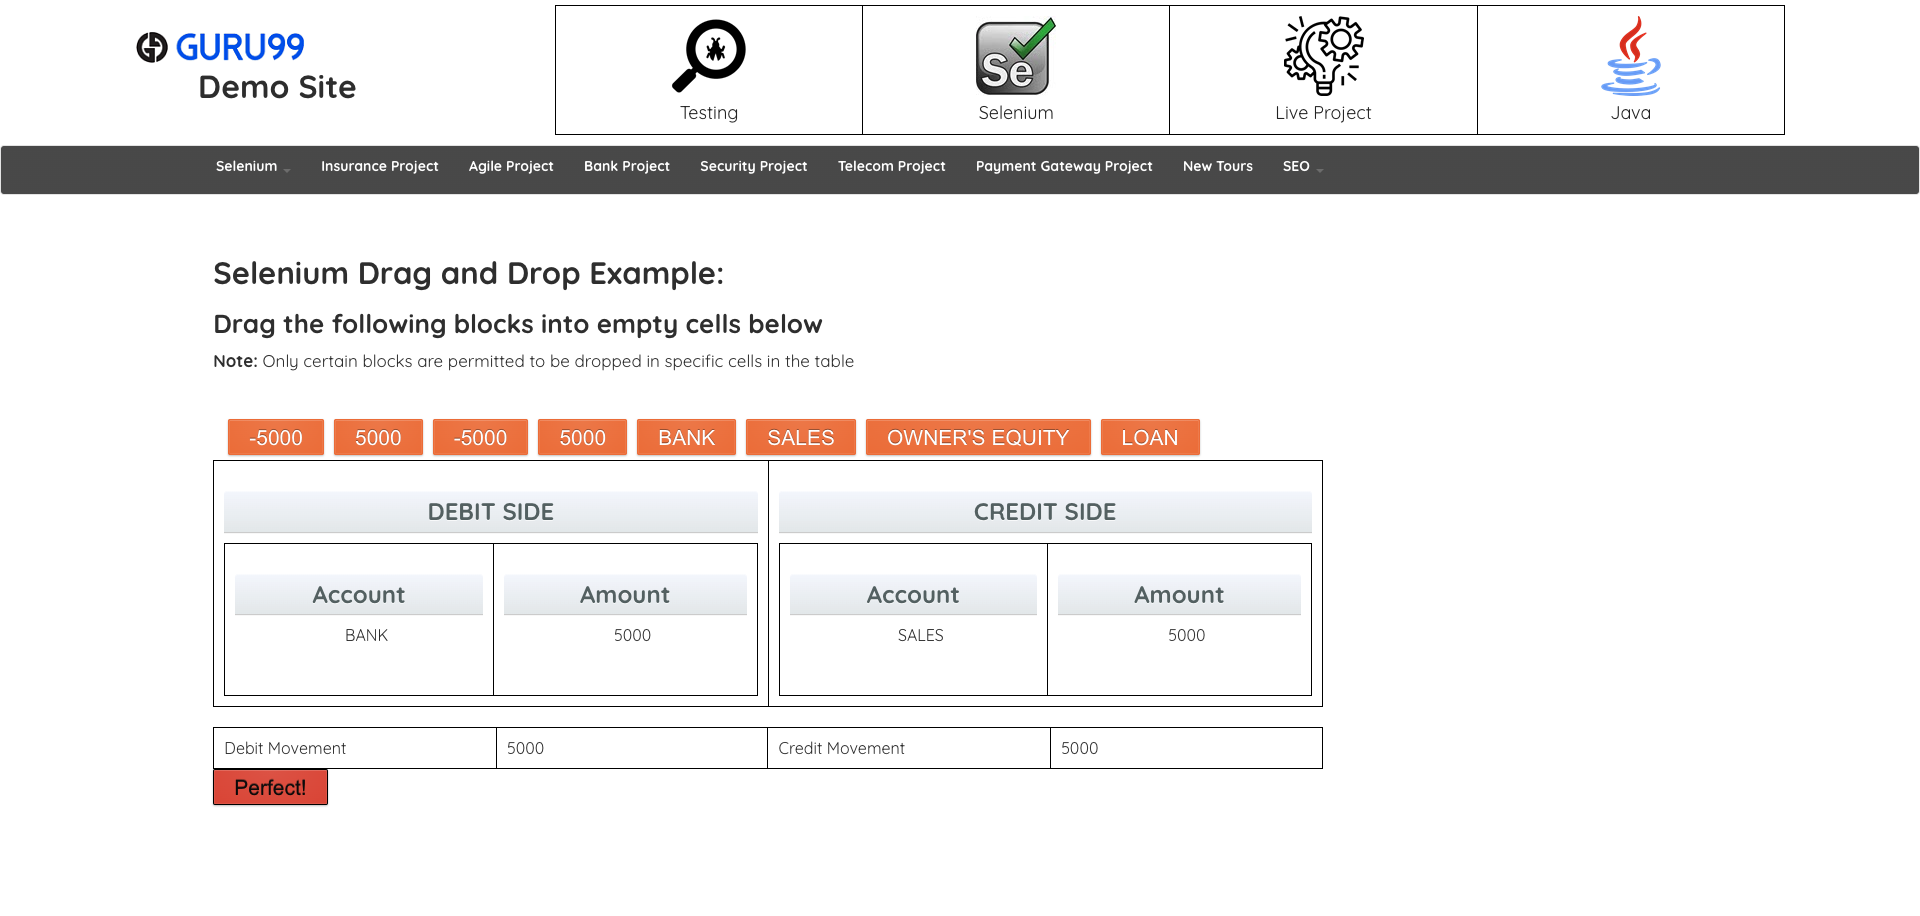 GURU99
Demo Site
Testing
Se
Selenium
Live Project
Java
Selenium Insurance Project Agile Project Bank Project Security Project Telecom Project Payment Gateway Project New Tours SEO
Selenium Drag and Drop Example:
Drag the following blocks into empty cells below
Note: Only certain blocks are permitted to be dropped in specific cells in the table
-5000 5000 -5000 5000 BANK SALES OWNER'S EQUITY LOAN
DEBIT SIDE CREDIT SIDE
Account Amount Account Amount
BANK 5000 SALES 5000
Debit Movement 5000 Credit Movement 5000
Perfect!